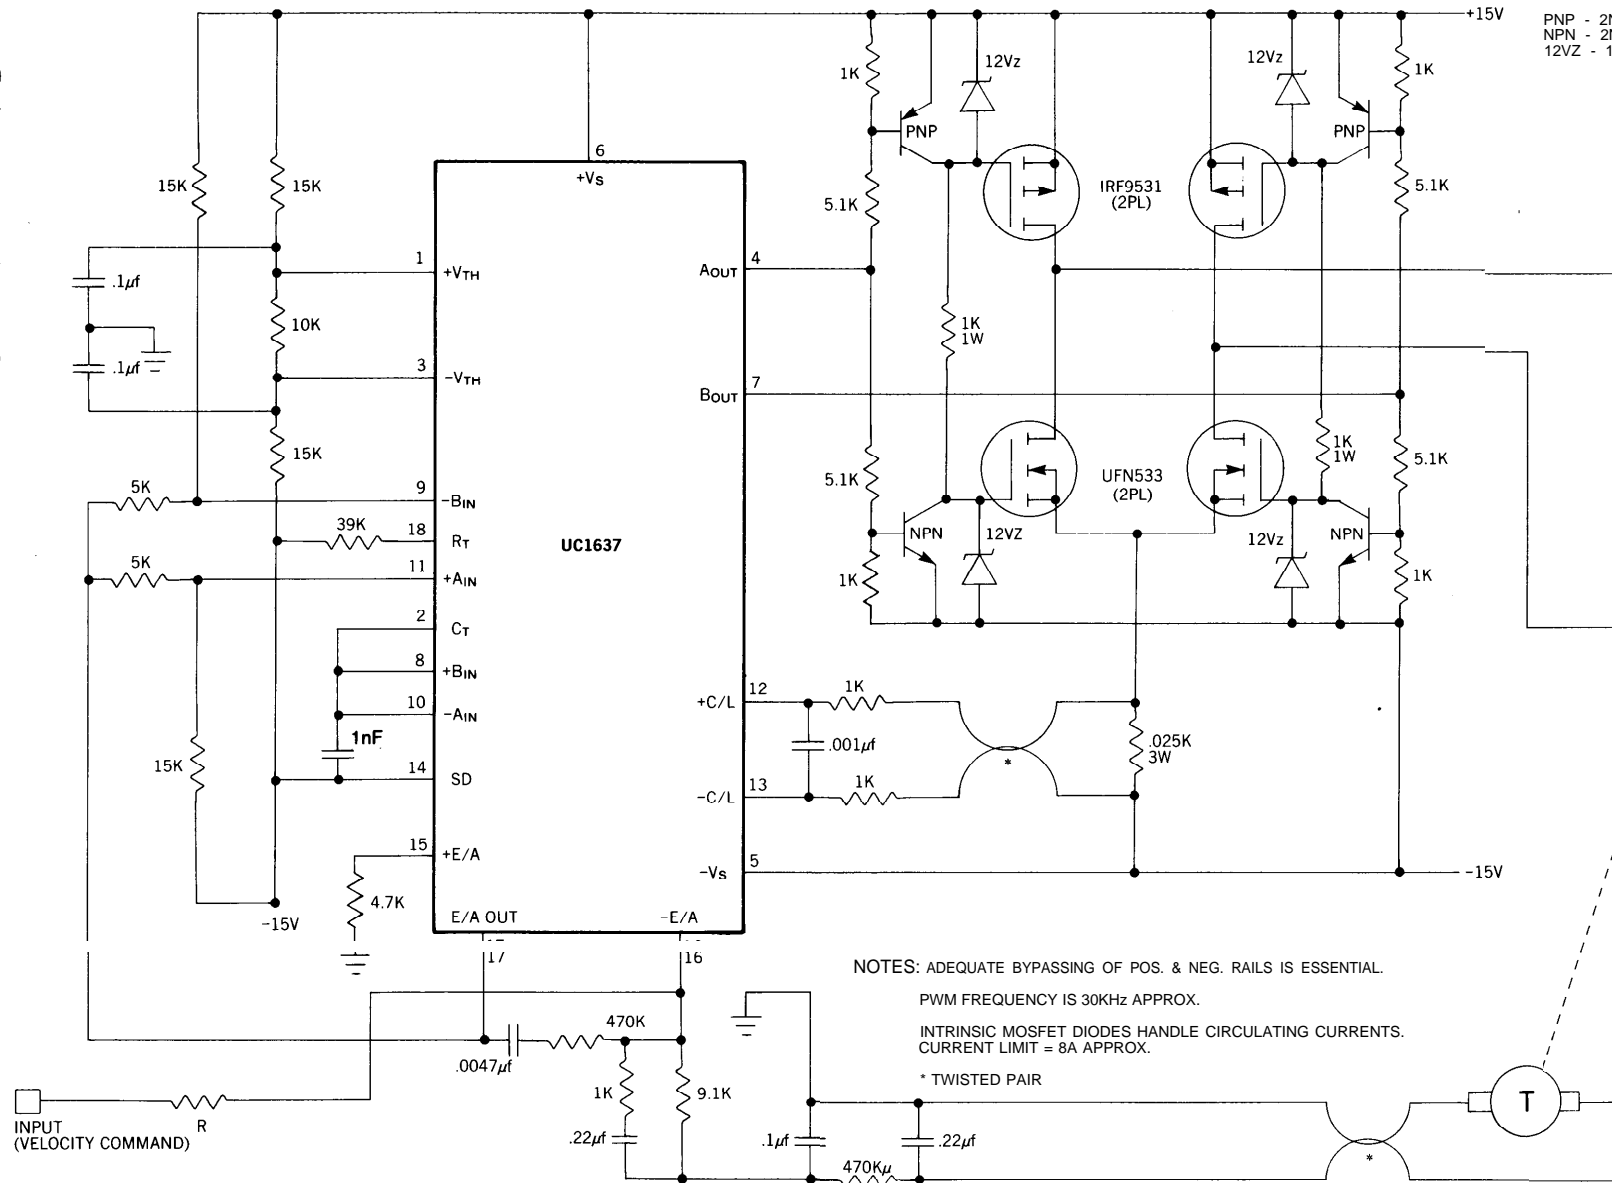 +15V
PNP - 2
NPN - 2
12VZ - 1
1K
12Vz
12Vz
1K
PNP
PNP
6
+Vs
15K
15K
5.1K
IRF9531
(2PL)
5.1K
1
+VTH
AOUT
4
.1µf
10K
1K
1W
.1µf
3
-VTH
BOUT
7
15K
5.1K
UFN533
(2PL)
1K
1W
5.1K
5K
9
-BIN
39K
18
RT
UC1637
NPN
12VZ
12Vz
NPN
5K
11
+AIN
1K
1K
2
CT
8
+BIN
10
-AIN
+C/L
12
1K
1nF
.001µf
.025K
3W
*
15K
14
SD
-C/L
13
1K
15
+E/A
-Vs
5
-15V
4.7K
-15V
E/A OUT
-E/A
17
16
NOTES: ADEQUATE BYPASSING OF POS. & NEG. RAILS IS ESSENTIAL.
PWM FREQUENCY IS 30KHz APPROX.
INTRINSIC MOSFET DIODES HANDLE CIRCULATING CURRENTS.
CURRENT LIMIT = 8A APPROX.
* TWISTED PAIR
470K
.0047µf
1K
9.1K
T
INPUT
(VELOCITY COMMAND)
R
.22µf
.1µf
.22µf
470Kµ
*